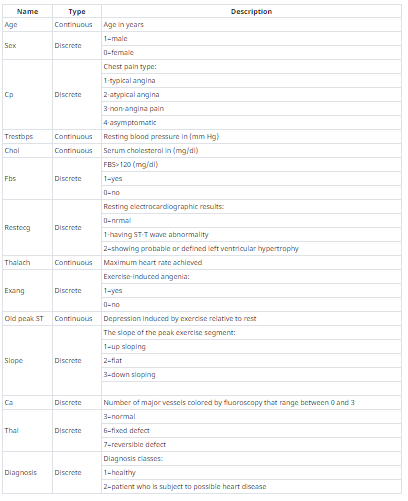 Name Type Description
Age Continuous Age in years
Sex Discrete 1=male
0=female
Cp Discrete Chest pain type:
1-typical angina
2-atypical angina
3-non-angina pain
4-asymptomatic
Trestbps Continuous Resting blood pressure in (mm Hg)
Chol Continuous Serum cholesterol in (mg/dl)
Fbs Discrete FBS>120 (mg/dl)
1=yes
0=no
Restecg Discrete Resting electrocardiographic results:
0=nrmal
1-having ST-T wave abnormality
2=showing probable or defined left ventricular hypertrophy
Thalach Continuous Maximum heart rate achieved
Exang Discrete Exercise-induced angenia:
1=yes
0=no
Old peak ST Continuous Depression induced by exercise relative to rest
Slope Discrete The slope of the peak exercise segment:
1=up sloping
2=flat
3=down sloping
Ca Discrete Number of major vessels colored by fluoroscopy that range between 0 and 3
Thal Discrete 3=normal
6=fixed defect
7=reversible defect
Diagnosis Discrete Diagnosis classes:
1=healthy
2=patient who is subject to possible heart disease